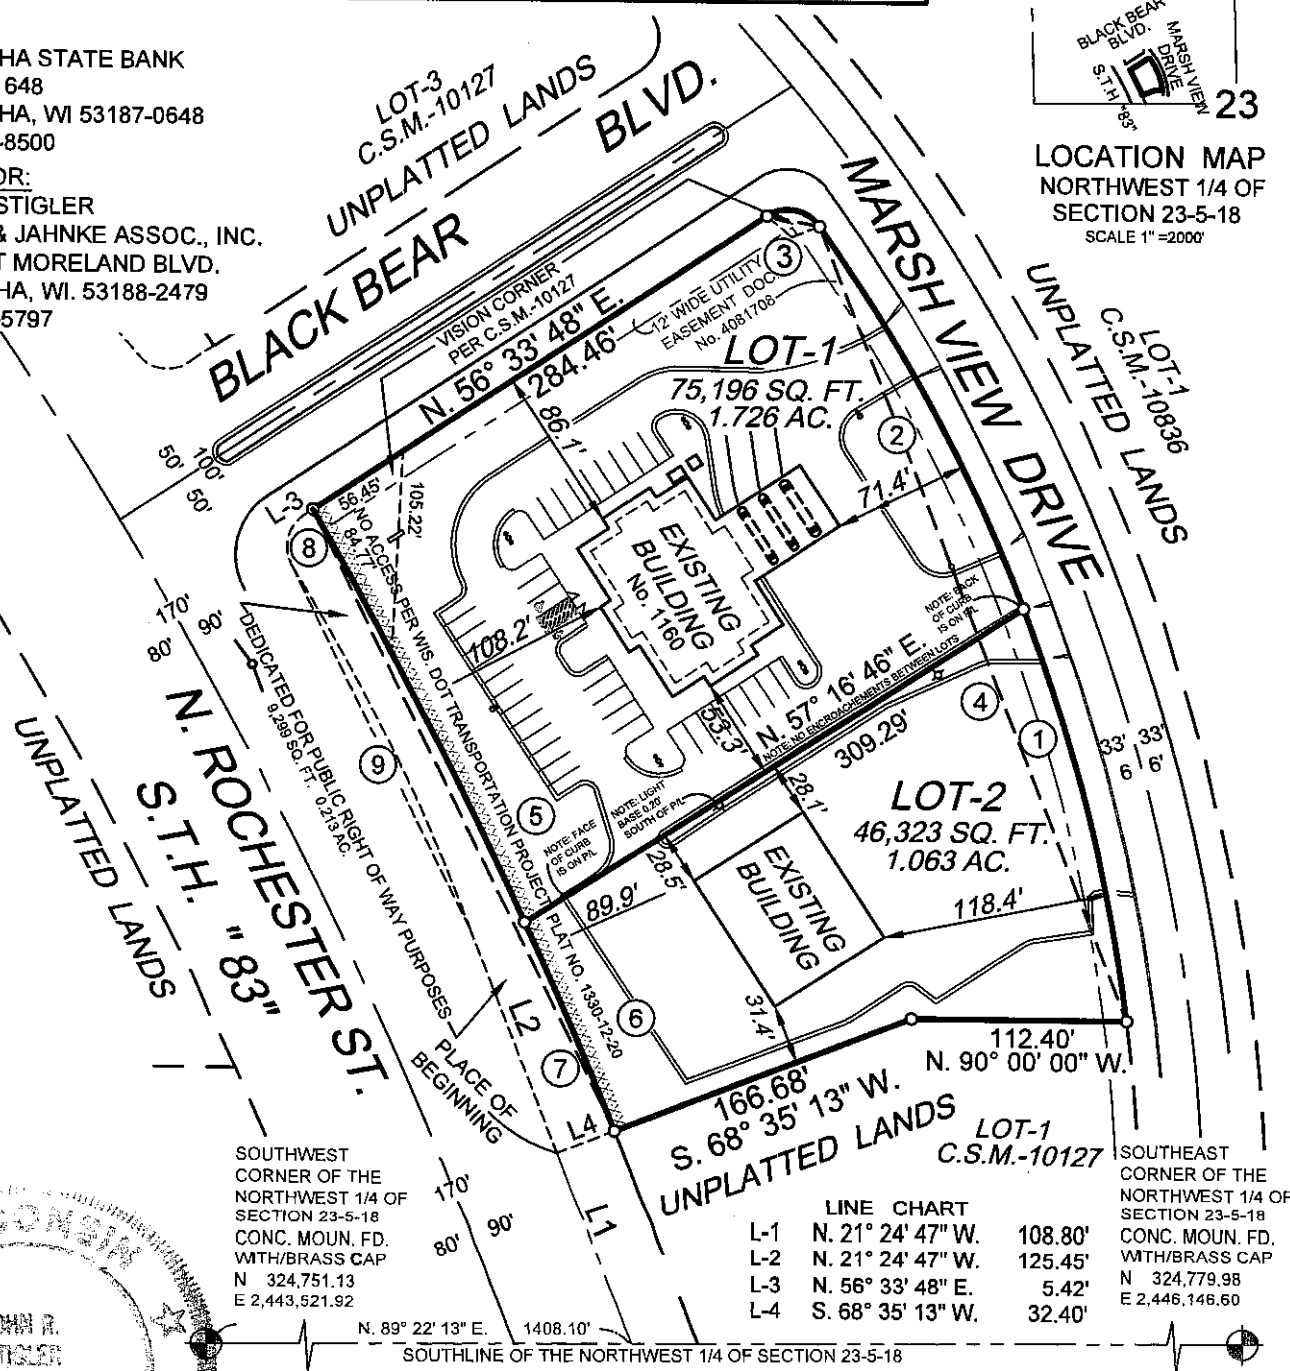 HA STATE BANK
648
HA, WI 53187-0648
-8500
OR:
STIGLER
& JAHNKE ASSOC., INC.
T MORELAND BLVD.
HA, WI. 53188-2479
5797
LOT-3
C.S.M.-10127
UNPLATTED LANDS
BLACK BEAR BLVD.
BLACK BEAR
BLVD.
MARSH VIEW
DRIVE
S.T.H. "83"
23
LOCATION MAP
NORTHWEST 1/4 OF
SECTION 23-5-18
SCALE 1"=2000'
MARSH VIEW DRIVE
UNPLATTED LANDS
LOT-1
C.S.M.-10836
VISION CORNER
PER C.S.M.-10127
N. 56° 33' 48" E.
284.46'
12' WIDE UTILITY
EASEMENT DOC.
No. 4081708
3
LOT-1
75,196 SQ. FT.
1.726 AC.
86.1'
2
71.4'
50'
100'
50'
L-3
56.45'
105.22'
84.77'
8
NO ACCESS PER WIS. DOT TRANSPORTATION PROJECT PLAT NO. 1330-12-20
EXISTING
BUILDING
No. 1160
108.2'
NOTE: BACK
OF CURB
IS ON P/L
170'
80'
90'
DEDICATED FOR PUBLIC RIGHT OF WAY PURPOSES
9,299 SQ. FT. 0.213 AC.
N. 57° 16' 46" E.
NOTE: NO ENCROACHMENTS BETWEEN LOTS
309.29'
53.3'
4
1
33'
33'
6
6'
UNPLATTED LANDS
N. ROCHESTER ST.
S.T.H. "83"
9
5
NOTE: LIGHT
BASE 0.20'
SOUTH OF P/L
NOTE: FACE
OF CURB
IS ON P/L
28.1'
28.5'
89.9'
LOT-2
46,323 SQ. FT.
1.063 AC.
EXISTING
BUILDING
118.4'
31.4'
6
L2
7
PLACE OF
BEGINNING
L4
112.40'
N. 90° 00' 00" W.
166.68'
S. 68° 35' 13" W.
UNPLATTED LANDS
LOT-1
C.S.M.-10127
SOUTHWEST
CORNER OF THE
NORTHWEST 1/4 OF
SECTION 23-5-18
CONC. MOUN. FD.
WITH/BRASS CAP
N 324,751.13
E 2,443,521.92
170'
80'
90'
L1
LINE CHART
L-1 N. 21° 24' 47" W. 108.80'
L-2 N. 21° 24' 47" W. 125.45'
L-3 N. 56° 33' 48" E. 5.42'
L-4 S. 68° 35' 13" W. 32.40'
SOUTHEAST
CORNER OF THE
NORTHWEST 1/4 OF
SECTION 23-5-18
CONC. MOUN. FD.
WITH/BRASS CAP
N 324,779.98
E 2,446,146.60
N. 89° 22' 13" E. 1408.10'
SOUTHLINE OF THE NORTHWEST 1/4 OF SECTION 23-5-18